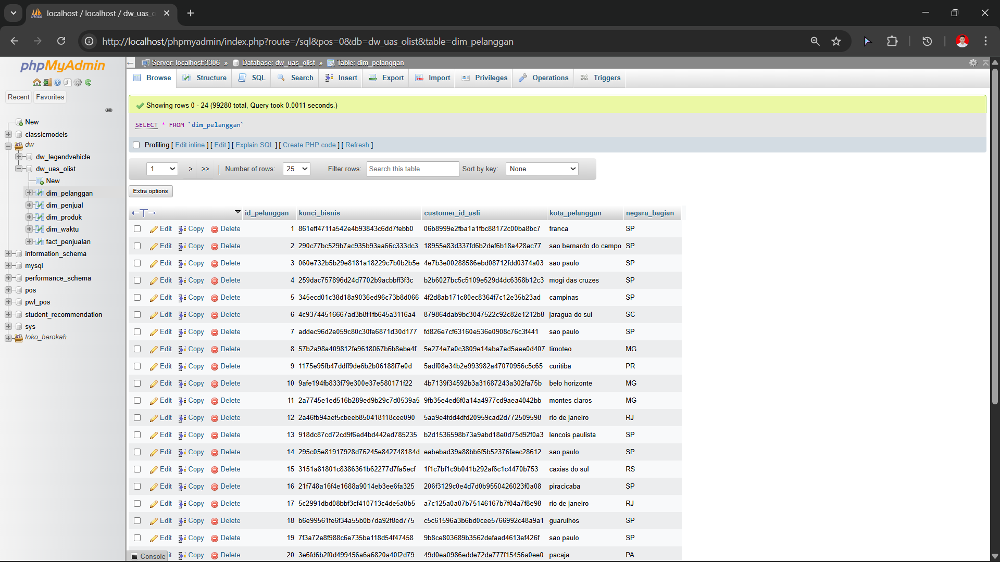 localhost / localhost / dw_uas_o
http://localhost/phpmyadmin/index.php?route=/sql&pos=0&db=dw_uas_olist&table=dim_pelanggan
phpMyAdmin
Recent Favorites
New
classicmodels
dw
dw_legendvehicle
dw_uas_olist
New
dim_pelanggan
dim_penjual
dim_produk
dim_waktu
fact_penjualan
information_schema
mysql
performance_schema
pos
pwl_pos
student_recommendation
sys
toko_barokah
Server: localhost:3306 » Database: dw_uas_olist » Table: dim_pelanggan
Browse Structure SQL Search Insert Export Import Privileges Operations Triggers
Showing rows 0 - 24 (99280 total, Query took 0.0011 seconds.)
SELECT * FROM `dim_pelanggan`
Profiling [ Edit inline ] [ Edit ] [ Explain SQL ] [ Create PHP code ] [ Refresh ]
1 > >> | Number of rows: 25 Filter rows: Search this table Sort by key: None
Extra options
←T→ id_pelanggan kunci_bisnis customer_id_asli kota_pelanggan negara_bagian
Edit Copy Delete 1 861eff4711a542e4b93843c6dd7febb0 06b8999e2fba1a1fbc88172c00ba8bc7 franca SP
Edit Copy Delete 2 290c77bc529b7ac935b93aa66c333dc3 18955e83d337fd6b2def6b18a428ac77 sao bernardo do campo SP
Edit Copy Delete 3 060e732b5b29e8181a18229c7b0b2b5e 4e7b3e00288586ebd08712fdd0374a03 sao paulo SP
Edit Copy Delete 4 259dac757896d24d7702b9acbbff3f3c b2b6027bc5c5109e529d4dc6358b12c3 mogi das cruzes SP
Edit Copy Delete 5 345ecd01c38d18a9036ed96c73b8d066 4f2d8ab171c80ec8364f7c12e35b23ad campinas SP
Edit Copy Delete 6 4c93744516667ad3b8f1fb645a3116a4 879864dab9bc3047522c92c82e1212b8 jaragua do sul SC
Edit Copy Delete 7 addec96d2e059c80c30fe6871d30d177 fd826e7cf63160e536e0908c76c3f441 sao paulo SP
Edit Copy Delete 8 57b2a98a409812fe9618067b6b8ebe4f 5e274e7a0c3809e14aba7ad5aae0d407 timoteo MG
Edit Copy Delete 9 1175e95fb47ddff9de6b2b06188f7e0d 5adf08e34b2e993982a47070956c5c65 curitiba PR
Edit Copy Delete 10 9afe194fb833f79e300e37e580171f22 4b7139f34592b3a31687243a302fa75b belo horizonte MG
Edit Copy Delete 11 2a7745e1ed516b289ed9b29c7d0539a5 9fb35e4ed6f0a14a4977cd9aea4042bb montes claros MG
Edit Copy Delete 12 2a46fb94aef5cbeeb850418118cee090 5aa9e4fdd4dfd20959cad2d772509598 rio de janeiro RJ
Edit Copy Delete 13 918dc87cd72cd9f6ed4bd442ed785235 b2d1536598b73a9abd18e0d75d92f0a3 lencois paulista SP
Edit Copy Delete 14 295c05e81917928d76245e842748184d eabebad39a88bb6f5b52376faec28612 sao paulo SP
Edit Copy Delete 15 3151a81801c8386361b62277d7fa5ecf 1f1c7bf1c9b041b292af6c1c4470b753 caxias do sul RS
Edit Copy Delete 16 21f748a16f4e1688a9014eb3ee6fa325 206f3129c0e4d7d0b9550426023f0a08 piracicaba SP
Edit Copy Delete 17 5c2991dbd08bbf3cf410713c4de5a0b5 a7c125a0a07b75146167b7f04a7f8e98 rio de janeiro RJ
Edit Copy Delete 18 b6e99561fe6f34a55b0b7da92f8ed775 c5c61596a3b6bd0cee5766992c48a9a1 guarulhos SP
Edit Copy Delete 19 7f3a72e8f988c6e735ba118d54f47458 9b8ce803689b3562defaad4613ef426f sao paulo SP
Console it Copy Delete 20 3e6fd6b2f0d499456a6a6820a40f2d79 49d0ea0986edde72da777f15456a0ee0 pacaja PA